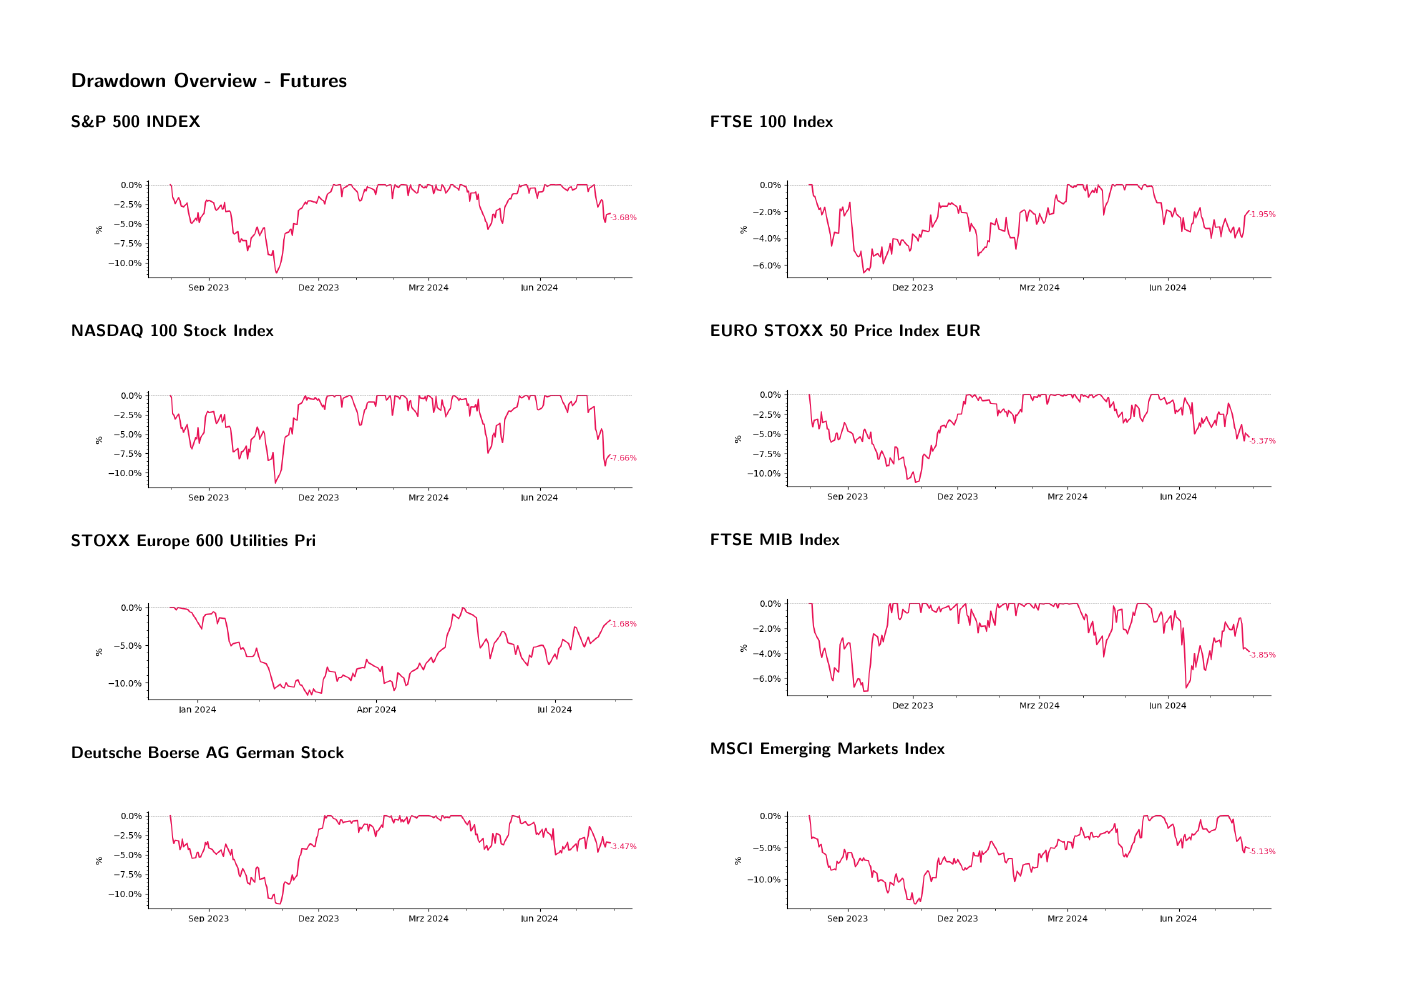 Drawdown Overview - Futures
S&P 500 INDEX
0.0%
−2.5%
−5.0%
−7.5%
−10.0%
%
-3.68%
Sep 2023 Dez 2023 Mrz 2024 Jun 2024
FTSE 100 Index
0.0%
−2.0%
−4.0%
−6.0%
%
-1.95%
Dez 2023 Mrz 2024 Jun 2024
NASDAQ 100 Stock Index
0.0%
−2.5%
−5.0%
−7.5%
−10.0%
%
-7.66%
Sep 2023 Dez 2023 Mrz 2024 Jun 2024
EURO STOXX 50 Price Index EUR
0.0%
−2.5%
−5.0%
−7.5%
−10.0%
%
-5.37%
Sep 2023 Dez 2023 Mrz 2024 Jun 2024
STOXX Europe 600 Utilities Pri
0.0%
−5.0%
−10.0%
%
-1.68%
Jan 2024 Apr 2024 Jul 2024
FTSE MIB Index
0.0%
−2.0%
−4.0%
−6.0%
%
-3.85%
Dez 2023 Mrz 2024 Jun 2024
Deutsche Boerse AG German Stock
0.0%
−2.5%
−5.0%
−7.5%
−10.0%
%
-3.47%
Sep 2023 Dez 2023 Mrz 2024 Jun 2024
MSCI Emerging Markets Index
0.0%
−5.0%
−10.0%
%
-5.13%
Sep 2023 Dez 2023 Mrz 2024 Jun 2024